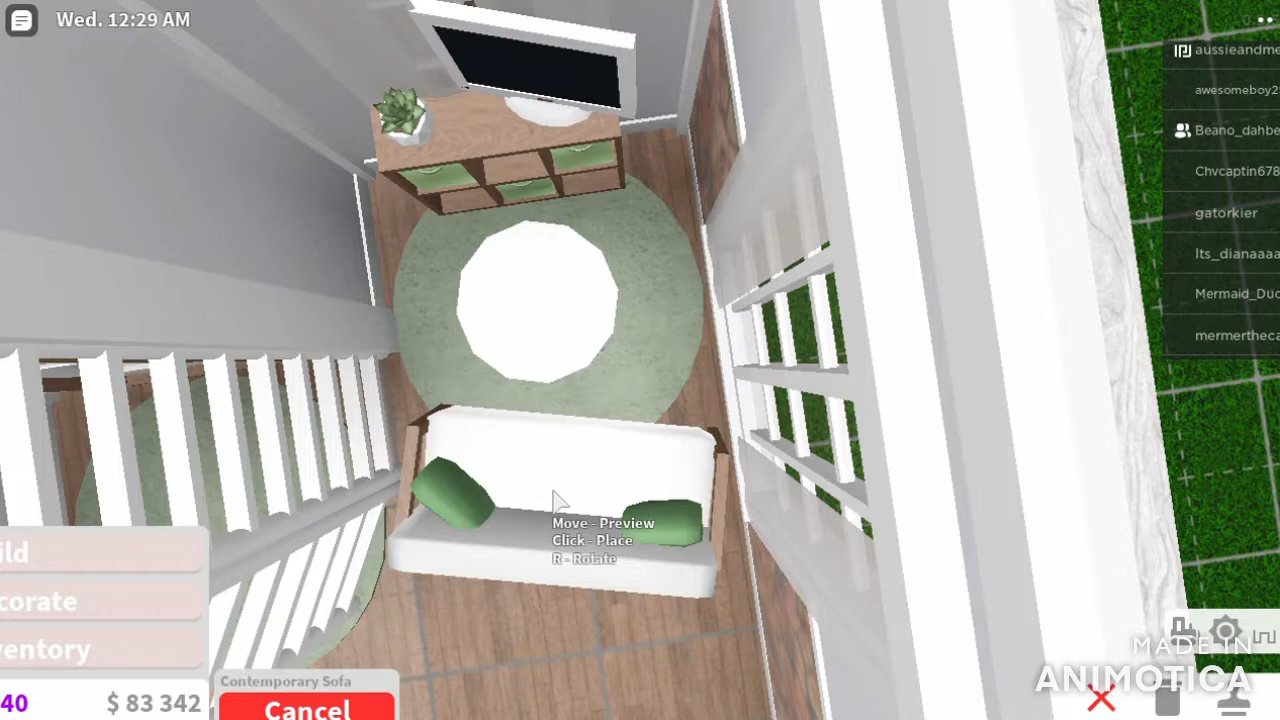 Wed. 12:29 AM
aussieandme
awesomeboy2
Beano_dahbe
Chvcaptin678
gatorkier
Its_dianaaaa
Mermaid_Duc
mermertheca
Move - Preview
Click - Place
R - Rotate
ild
corate
ventory
40
$ 83 342
Contemporary Sofa
Cancel
MADE IN
ANIMOTICA